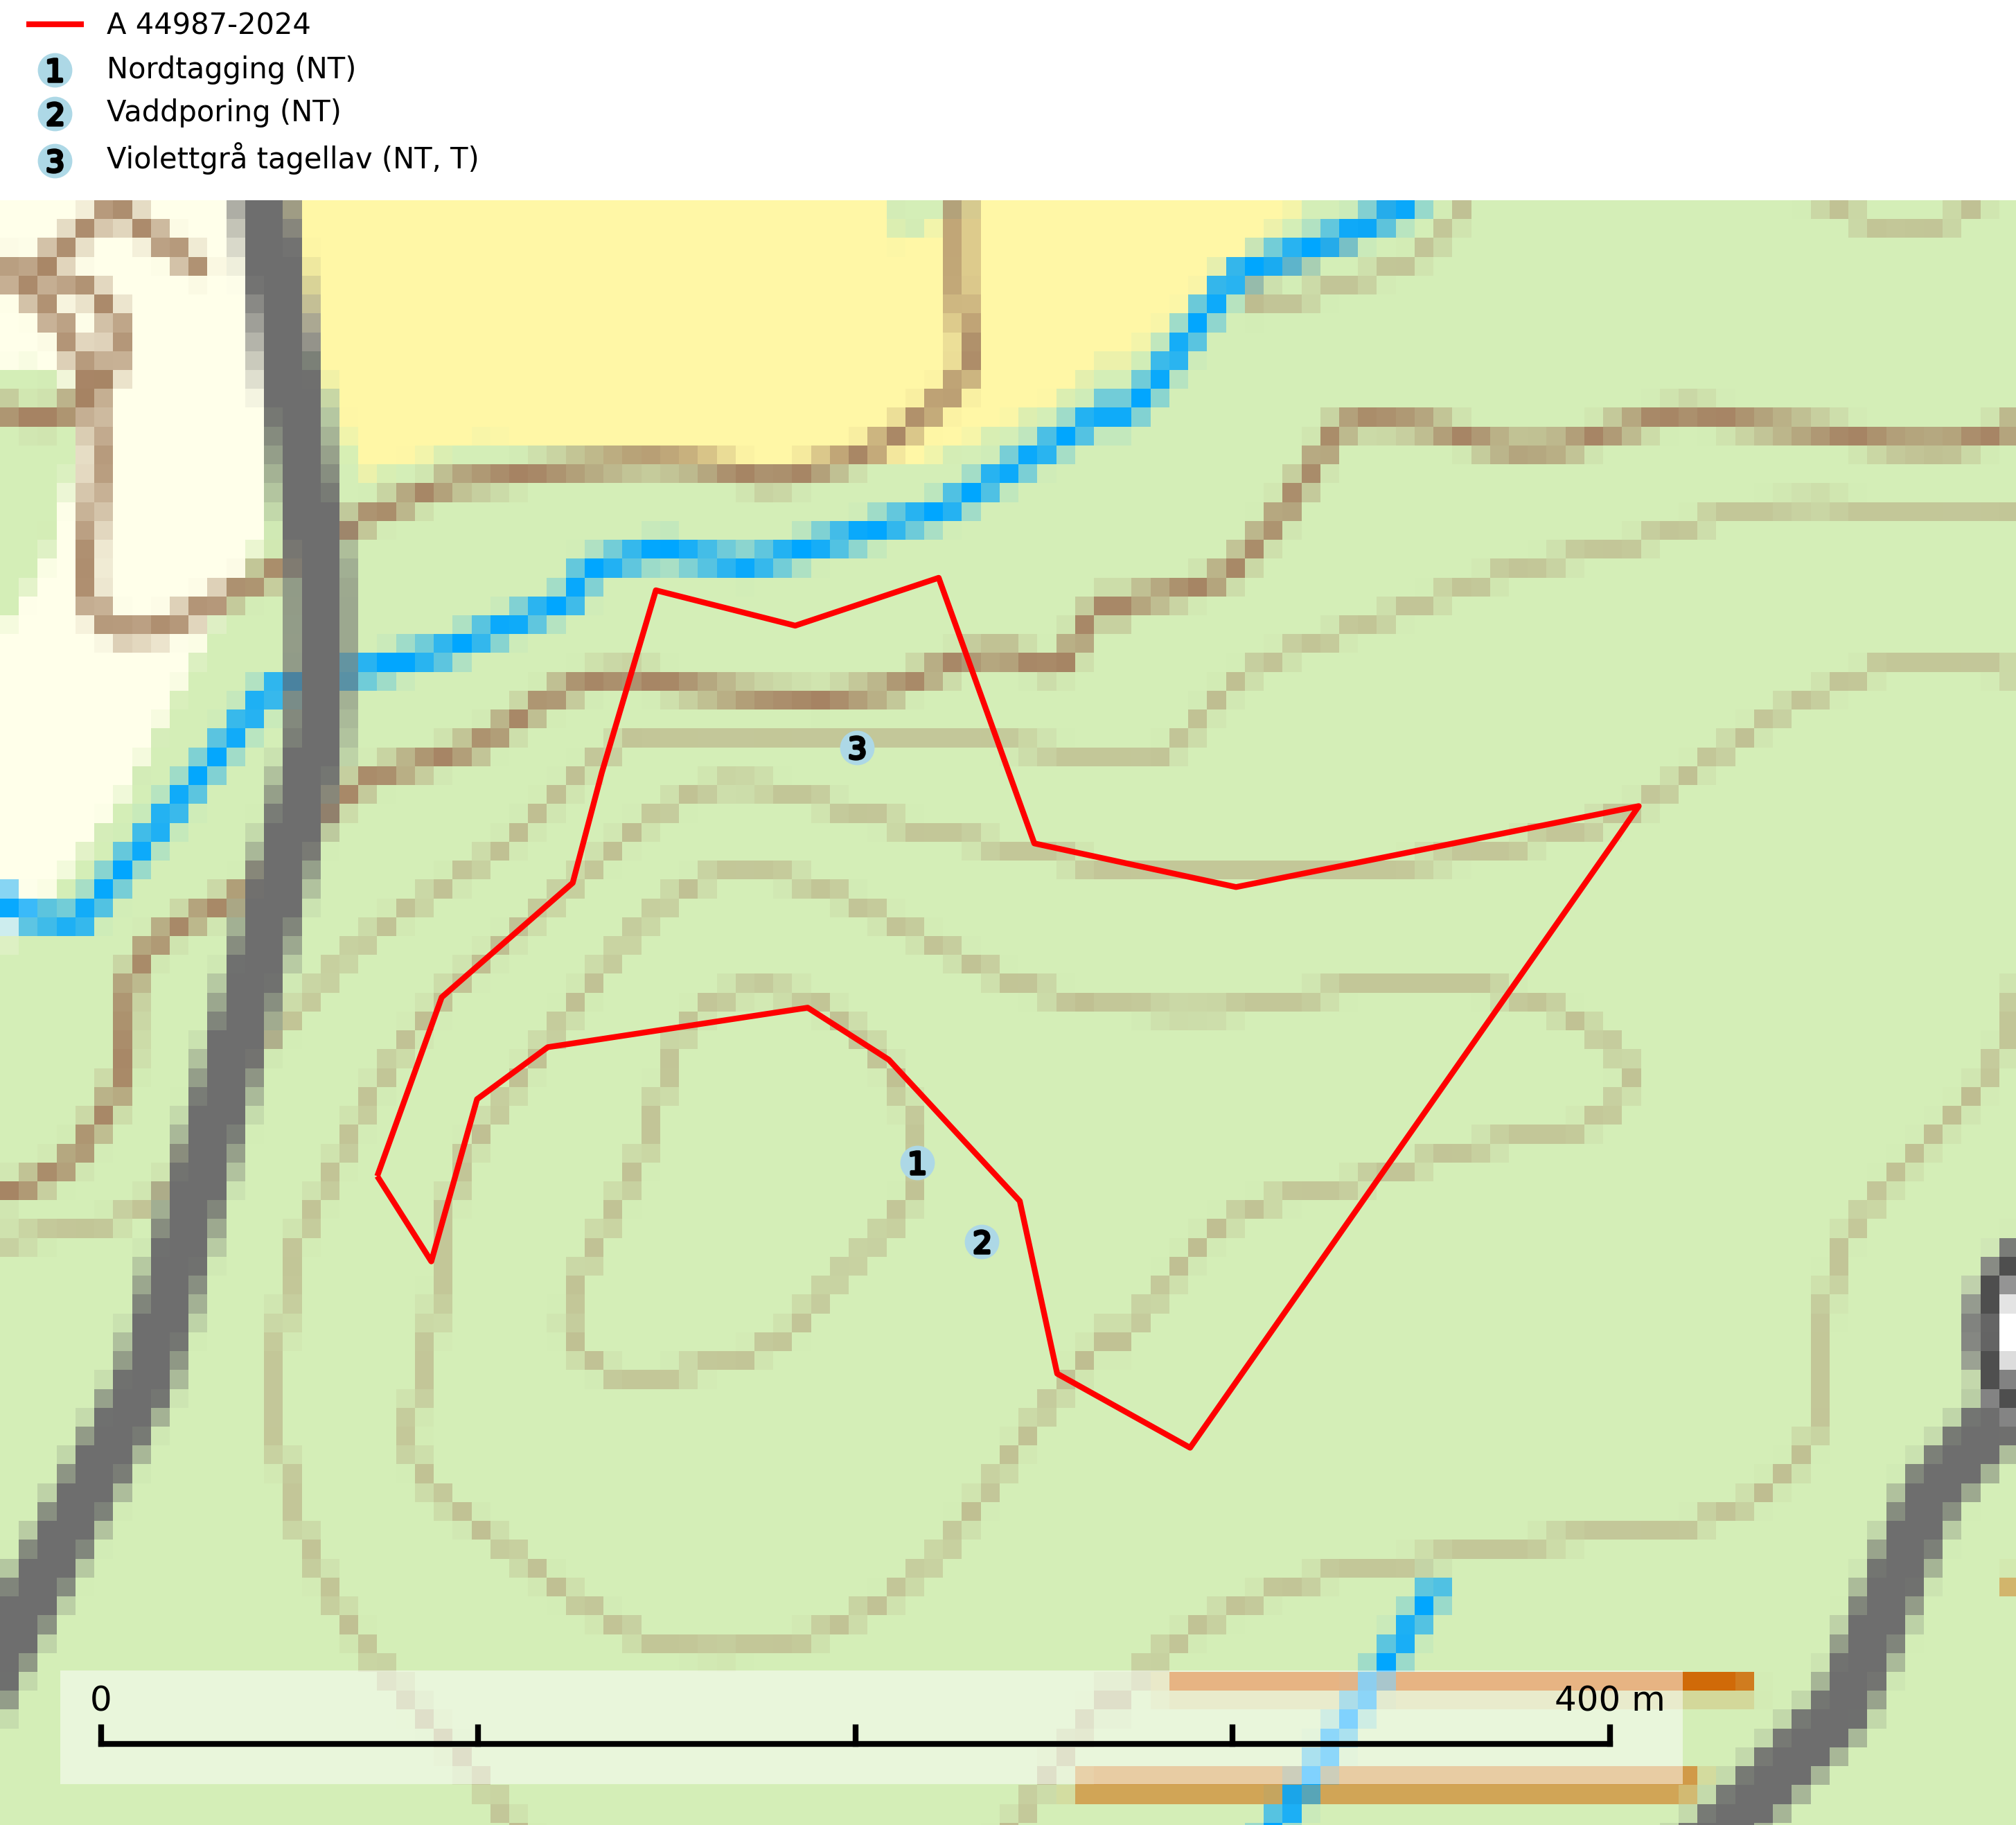 A 44987-2024
1 Nordtagging (NT)
2 Vaddporing (NT)
3 Violettgrå tagellav (NT, T)
3
1
2
0 400 m